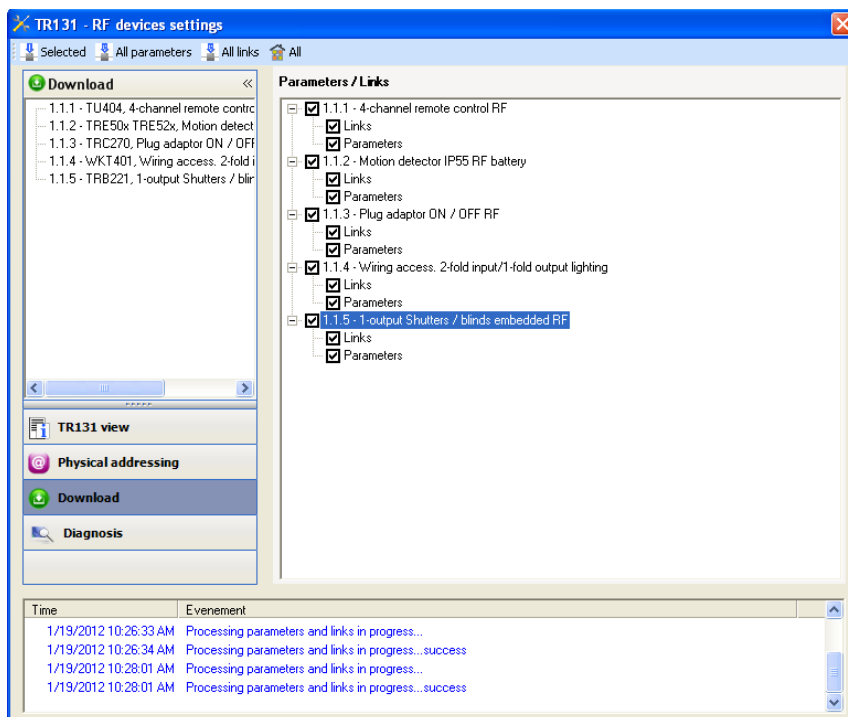 TR131 - RF devices settings
Selected All parameters All links All
Download
1.1.1 - TU404, 4-channel remote contrc
1.1.2 - TRE50x TRE52x, Motion detect
1.1.3 - TRC270, Plug adaptor ON / OFF
1.1.4 - WKT401, Wiring access. 2-fold i
1.1.5 - TRB221, 1-output Shutters / blir
TR131 view
Physical addressing
Download
Diagnosis
Parameters / Links
1.1.1 - 4-channel remote control RF
Links
Parameters
1.1.2 - Motion detector IP55 RF battery
Links
Parameters
1.1.3 - Plug adaptor ON / OFF RF
Links
Parameters
1.1.4 - Wiring access. 2-fold input/1-fold output lighting
Links
Parameters
1.1.5 - 1-output Shutters / blinds embedded RF
Links
Parameters
Time Evenement
1/19/2012 10:26:33 AM Processing parameters and links in progress...
1/19/2012 10:26:34 AM Processing parameters and links in progress...success
1/19/2012 10:28:01 AM Processing parameters and links in progress...
1/19/2012 10:28:01 AM Processing parameters and links in progress...success